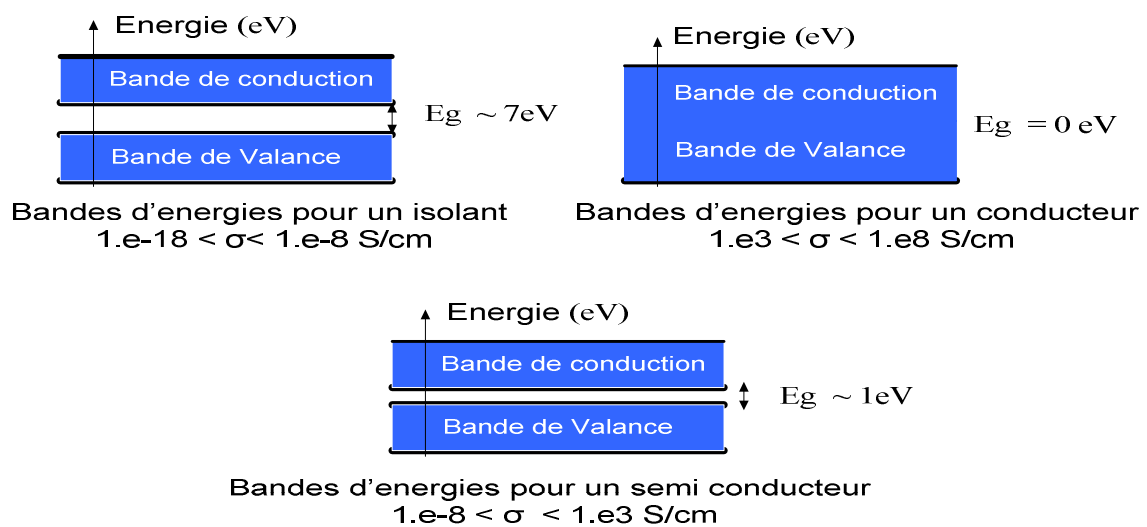 Energie (eV)
Bande de conduction
Eg ~ 7eV
Bande de Valance
Bandes d'energies pour un isolant
1.e-18 < σ< 1.e-8 S/cm
Energie (eV)
Bande de conduction
Eg = 0 eV
Bande de Valance
Bandes d'energies pour un conducteur
1.e3 < σ < 1.e8 S/cm
Energie (eV)
Bande de conduction
Eg ~ 1eV
Bande de Valance
Bandes d'energies pour un semi conducteur
1.e-8 < σ < 1.e3 S/cm